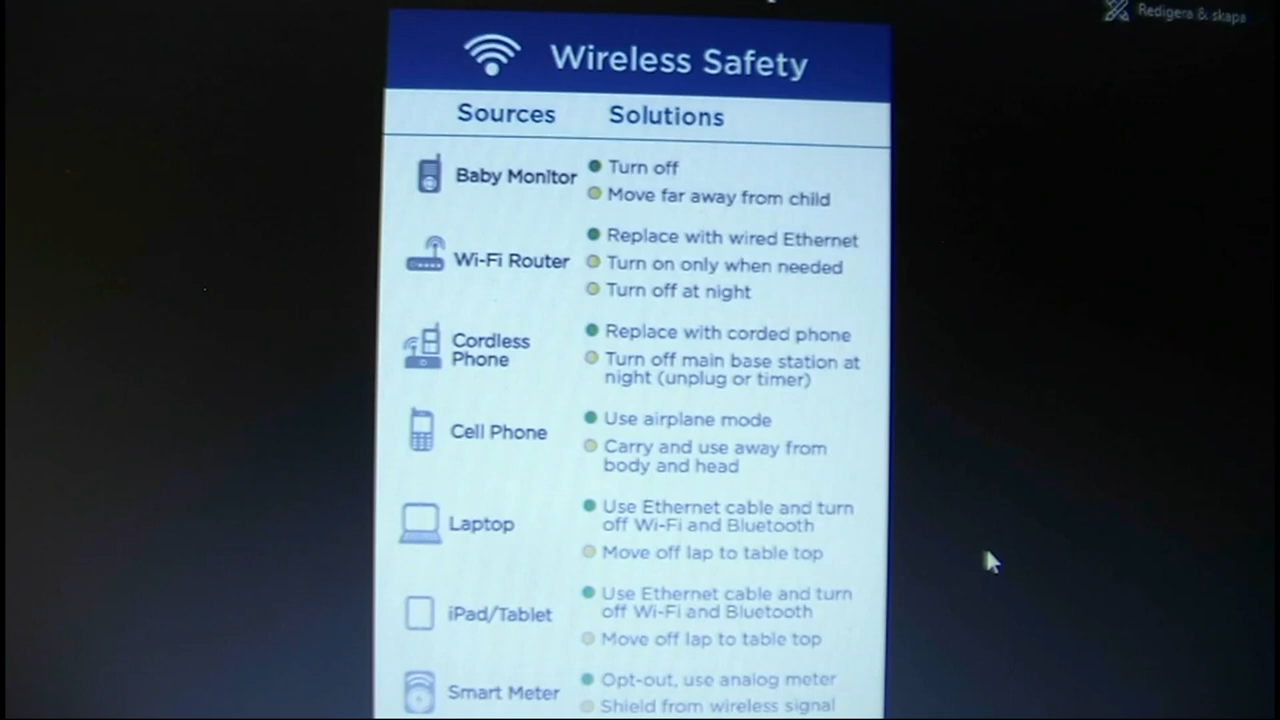 Redigera & skapa
Wireless Safety
Sources Solutions
Baby Monitor
Turn off
Move far away from child
Wi-Fi Router
Replace with wired Ethernet
Turn on only when needed
Turn off at night
Cordless
Phone
Replace with corded phone
Turn off main base station at
night (unplug or timer)
Cell Phone
Use airplane mode
Carry and use away from
body and head
Laptop
Use Ethernet cable and turn
off Wi-Fi and Bluetooth
Move off lap to table top
iPad/Tablet
Use Ethernet cable and turn
off Wi-Fi and Bluetooth
Move off lap to table top
Smart Meter
Opt-out, use analog meter
Shield from wireless signal